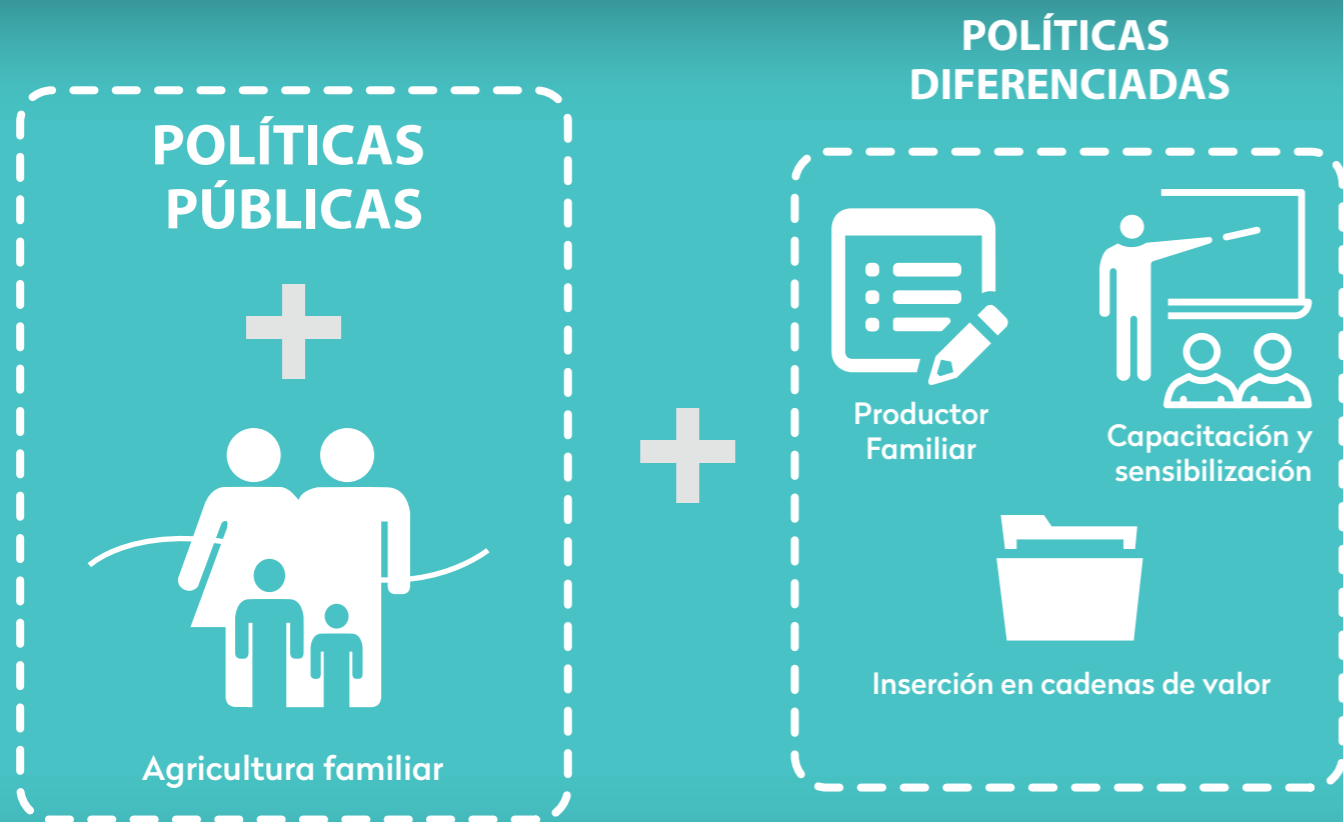 POLÍTICAS
PÚBLICAS
Agricultura familiar
POLÍTICAS
DIFERENCIADAS
Productor
Familiar
Capacitación y
sensibilización
Inserción en cadenas de valor